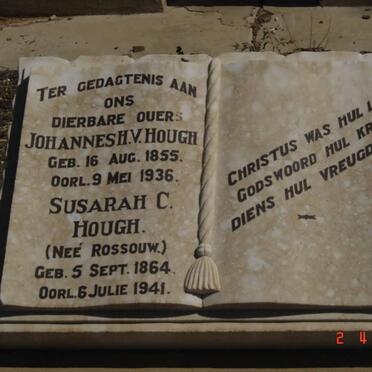 TER GEDAGTENIS AAN
ONS
DIERBARE OUERS
JOHANNES H.V. HOUGH
GEB. 16 AUG. 1855.
OORL. 9 MEI 1936.
SUSARAH C.
HOUGH.
(NEÉ ROSSOUW.)
GEB. 5 SEPT. 1864.
OORL. 6 JULIE 1941.
CHRISTUS WAS HUL L
GODSWOORD HUL KR
DIENS HUL VREUGD
2 4